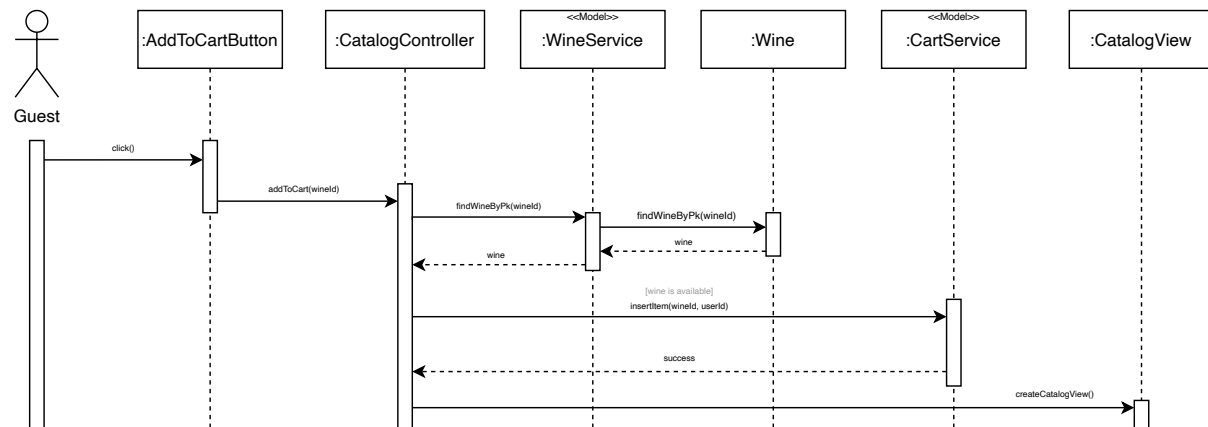 <<Model>>
<<Model>>
:AddToCartButton
:CatalogController
:WineService
:Wine
:CartService
:CatalogView
Guest
click()
addToCart(wineId)
findWineByPk(wineId)
findWineByPk(wineId)
wine
wine
[wine is available]
insertItem(wineId, userId)
success
createCatalogView()